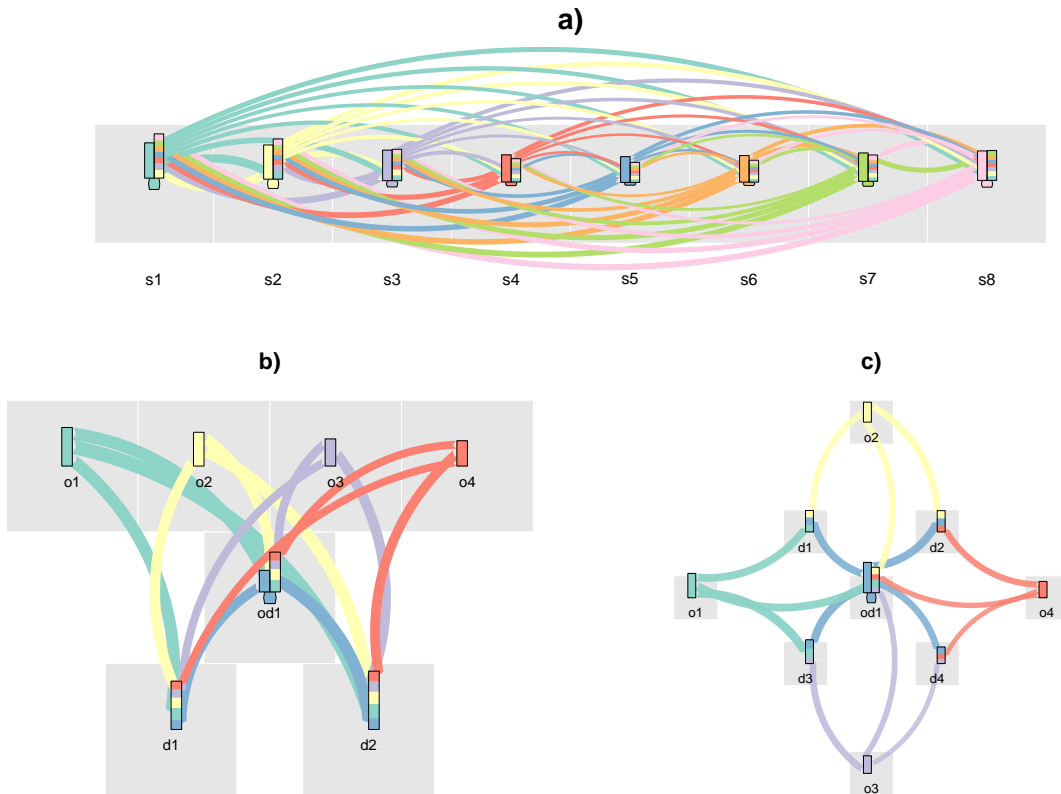 a)
s1 s2 s3 s4 s5 s6 s7 s8
b)
c)
o1 o2 o3 o4
od1
d1 d2
o2
d1 d2
o1 od1 o4
d3 d4
o3